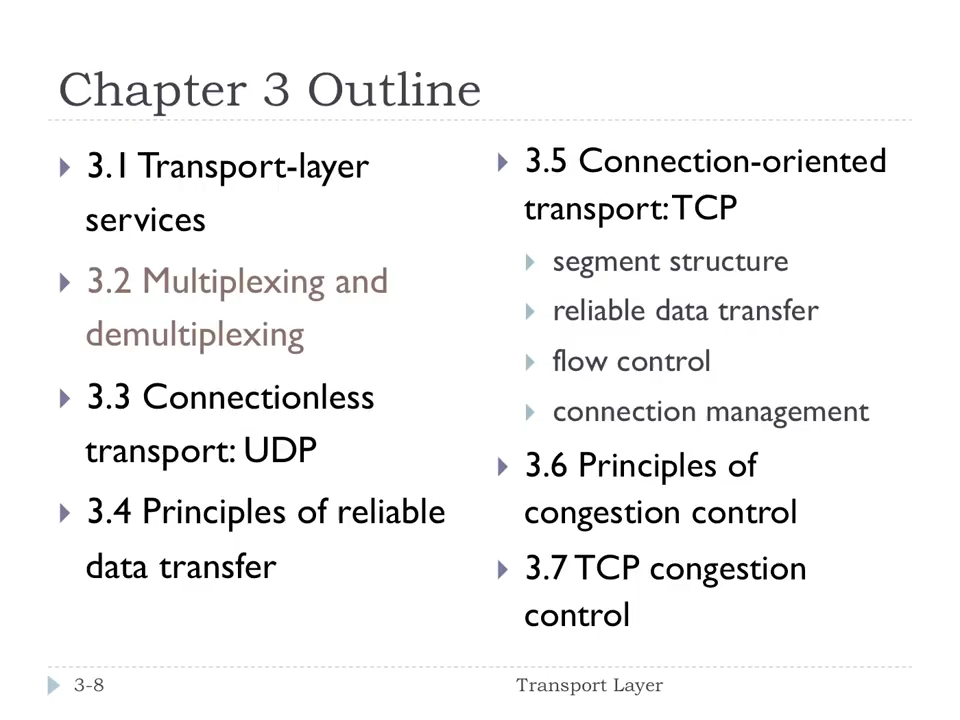 Chapter 3 Outline
3.1 Transport-layer
services
3.2 Multiplexing and
demultiplexing
3.3 Connectionless
transport: UDP
3.4 Principles of reliable
data transfer
3.5 Connection-oriented
transport: TCP
segment structure
reliable data transfer
flow control
connection management
3.6 Principles of
congestion control
3.7 TCP congestion
control
3-8
Transport Layer